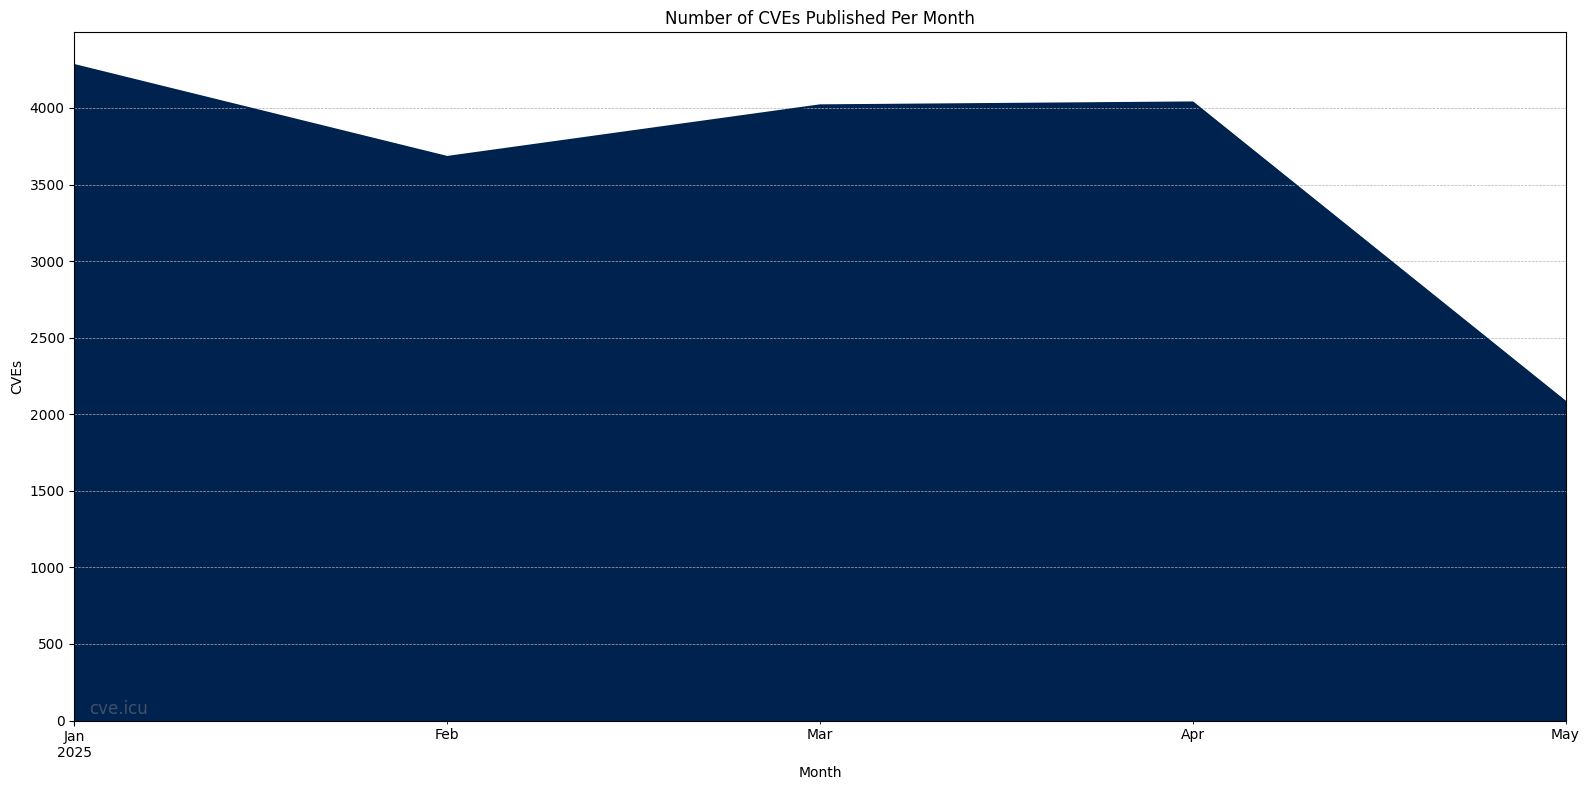 Number of CVEs Published Per Month
CVEs
4000
3500
3000
2500
2000
1500
1000
500
0
cve.icu
Jan
2025
Feb
Mar
Apr
May
Month